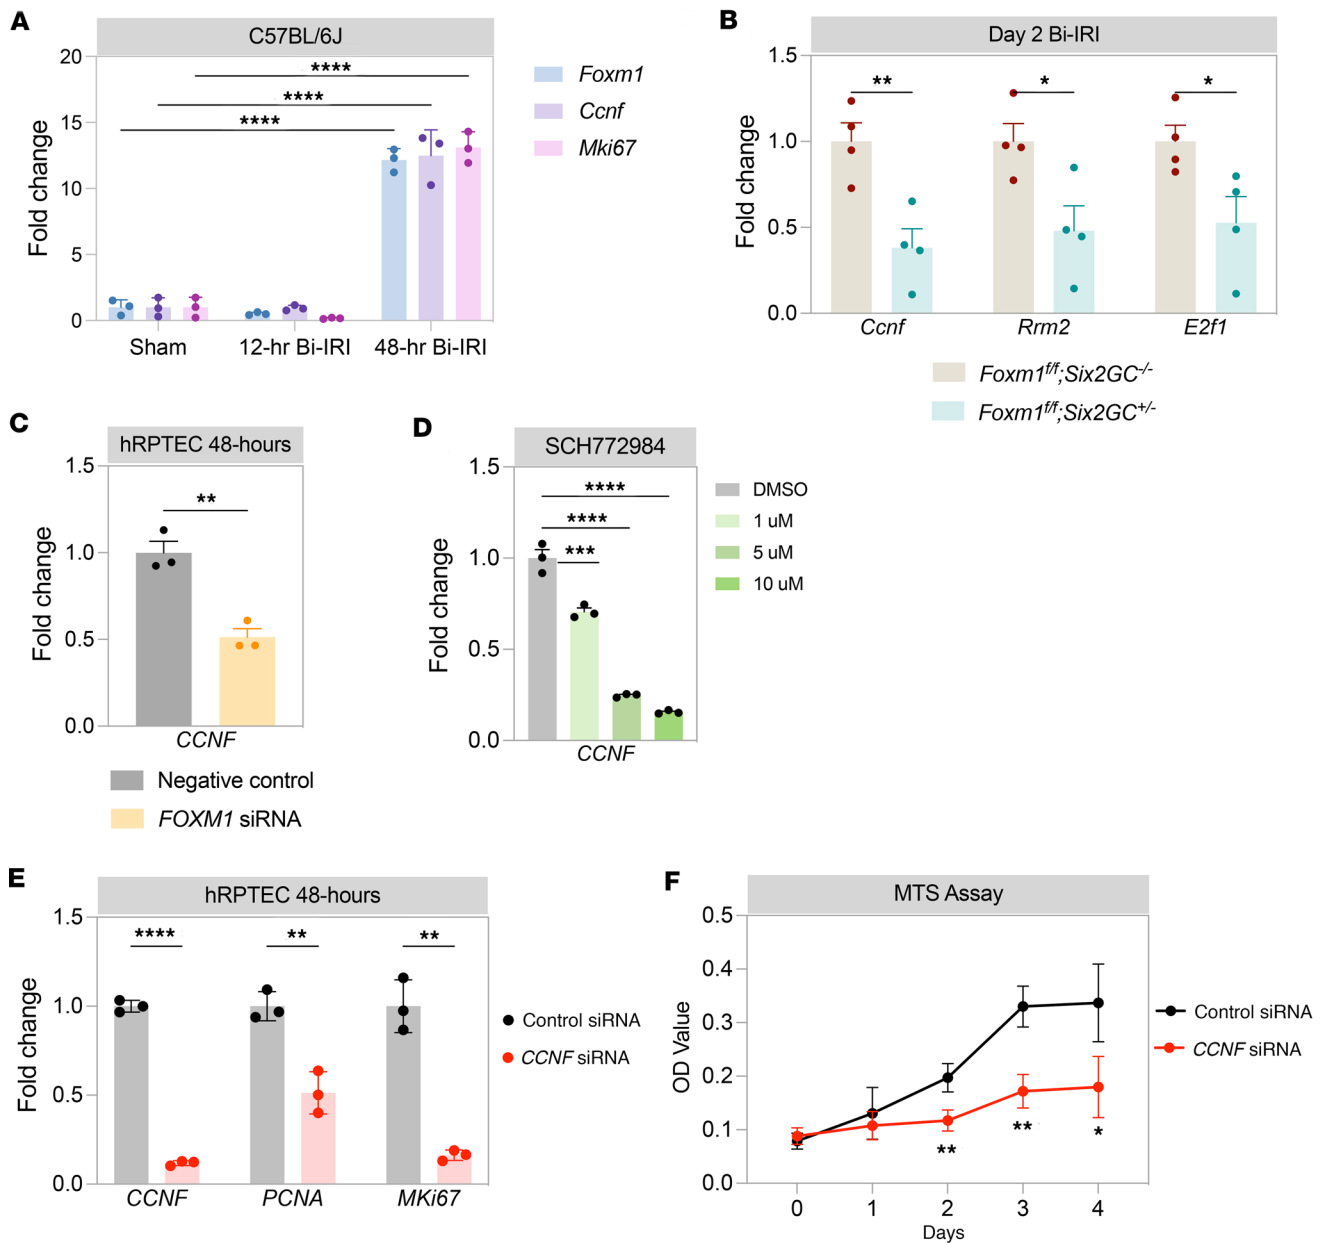 A
C57BL/6J
Fold change
20
15
10
5
0
****
****
****
Sham
12-hr Bi-IRI
48-hr Bi-IRI
Foxm1
Ccnf
Mki67
B
Day 2 Bi-IRI
Fold change
1.5
1.0
0.5
0.0
**
*
*
Ccnf
Rrm2
E2f1
Foxm1f/f;Six2GC-/-
Foxm1f/f;Six2GC+/-
C
hRPTEC 48-hours
Fold change
1.5
1.0
0.5
0.0
**
CCNF
Negative control
FOXM1 siRNA
D
SCH772984
Fold change
1.5
1.0
0.5
0.0
****
****
***
CCNF
DMSO
1 uM
5 uM
10 uM
E
hRPTEC 48-hours
Fold change
1.5
1.0
0.5
0.0
****
**
**
CCNF
PCNA
MKi67
Control siRNA
CCNF siRNA
F
MTS Assay
OD Value
0.5
0.4
0.3
0.2
0.1
0.0
**
**
*
0
1
2
3
4
Days
Control siRNA
CCNF siRNA